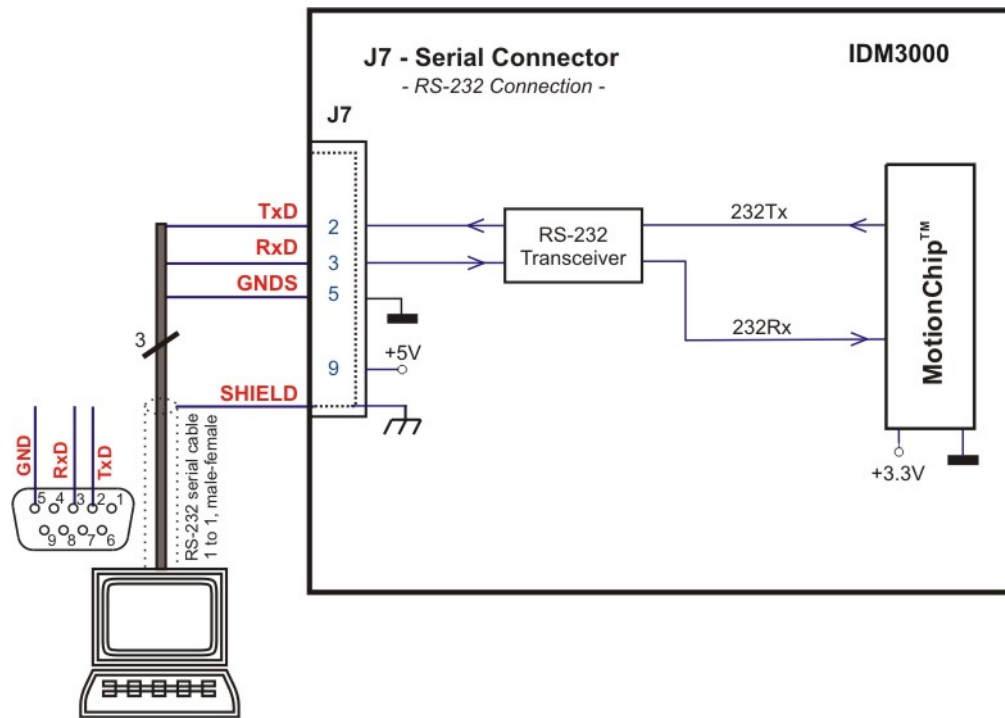 J7 - Serial Connector
- RS-232 Connection -
IDM3000
J7
TxD
2
RxD
3
GNDS
5
9
+5V
SHIELD
RS-232
Transceiver
232Tx
232Rx
MotionChip™
+3.3V
3
RS-232 serial cable
1 to 1, male-female
GND
RxD
TxD
5 4 3 2 1
9 8 7 6